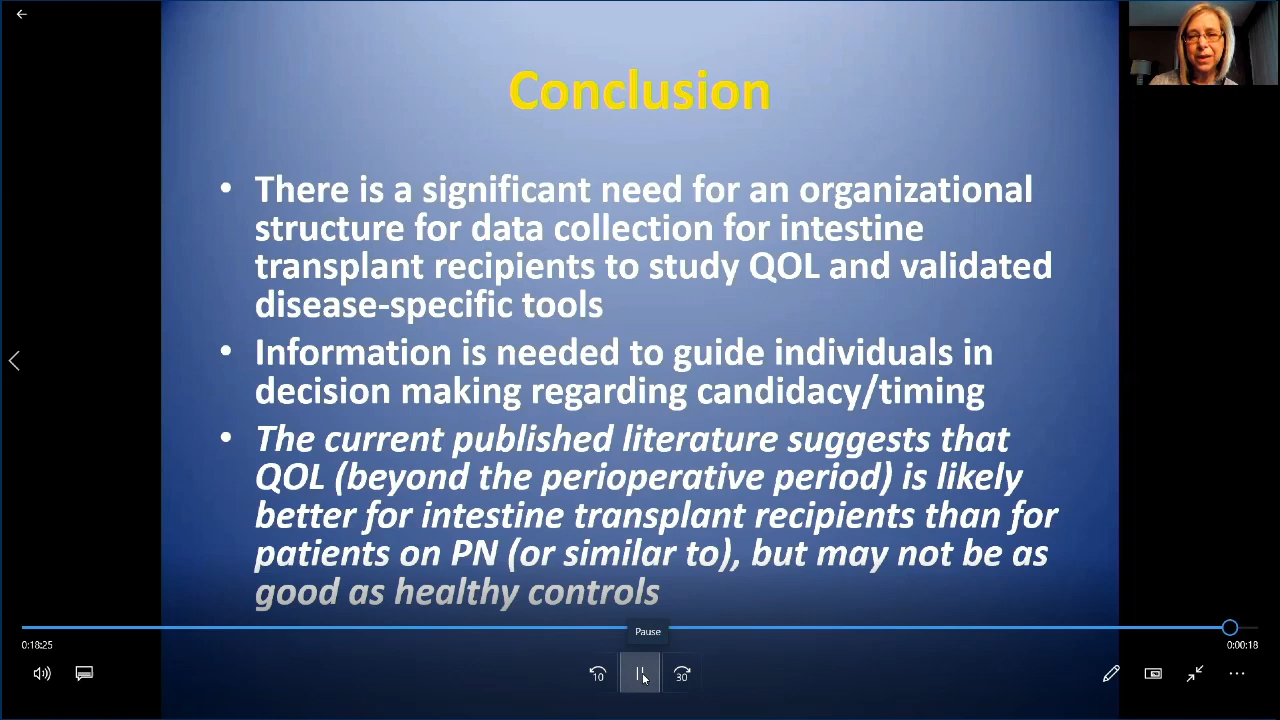 Conclusion
• There is a significant need for an organizational
structure for data collection for intestine
transplant recipients to study QOL and validated
disease-specific tools
• Information is needed to guide individuals in
decision making regarding candidacy/timing
• The current published literature suggests that
QOL (beyond the perioperative period) is likely
better for intestine transplant recipients than for
patients on PN (or similar to), but may not be as
good as healthy controls
Pause
0:18:25
0:00:18
10
30